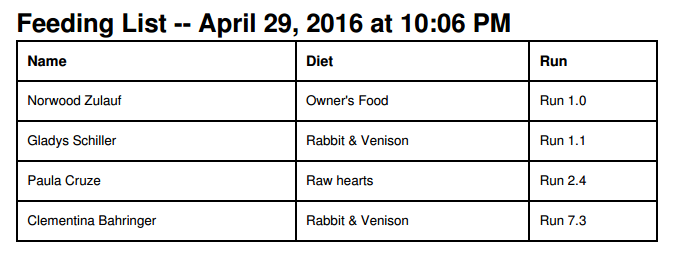 Feeding List -- April 29, 2016 at 10:06 PM
Name Diet Run
Norwood Zulauf Owner's Food Run 1.0
Gladys Schiller Rabbit & Venison Run 1.1
Paula Cruze Raw hearts Run 2.4
Clementina Bahringer Rabbit & Venison Run 7.3